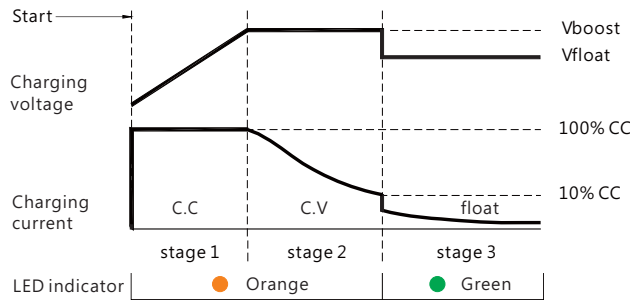 Start
Vboost
Vfloat
Charging
voltage
100% CC
10% CC
Charging
current
C.C
C.V
float
stage 1
stage 2
stage 3
LED indicator
Orange
Green